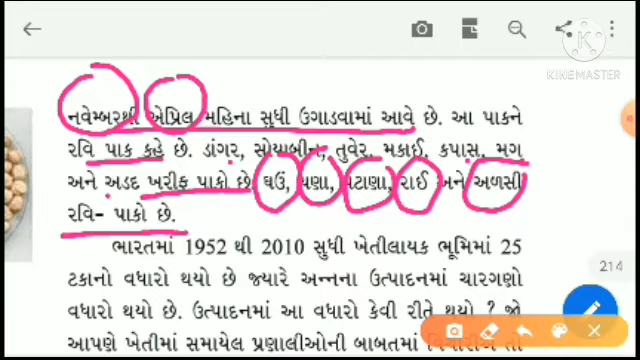 KINEMASTER
નવેમ્બરથી એપ્રિલ મહિના સુધી ઉગાડવામાં આવે છે. આ પાકને
રવિ પાક કહે છે. ડાંગર, સોયાબીન, તુવેર, મકાઈ, કપાસ, મગ
અને અડદ ખરીફ પાકો છે. ઘઉં, ચણા, વટાણા, રાઈ અને અળસી
રવિ- પાકો છે.
ભારતમાં 1952 થી 2010 સુધી ખેતીલાયક ભૂમિમાં 25
214
ટકાનો વધારો થયો છે જ્યારે અન્નના ઉત્પાદનમાં ચારગણો
વધારો થયો છે. ઉત્પાદનમાં આ વધારો કેવી રીતે થયો ? જો
આપણે ખેતીમાં સમાયેલ પ્રણાલીઓની બાબતમાં વિચારીએ તો